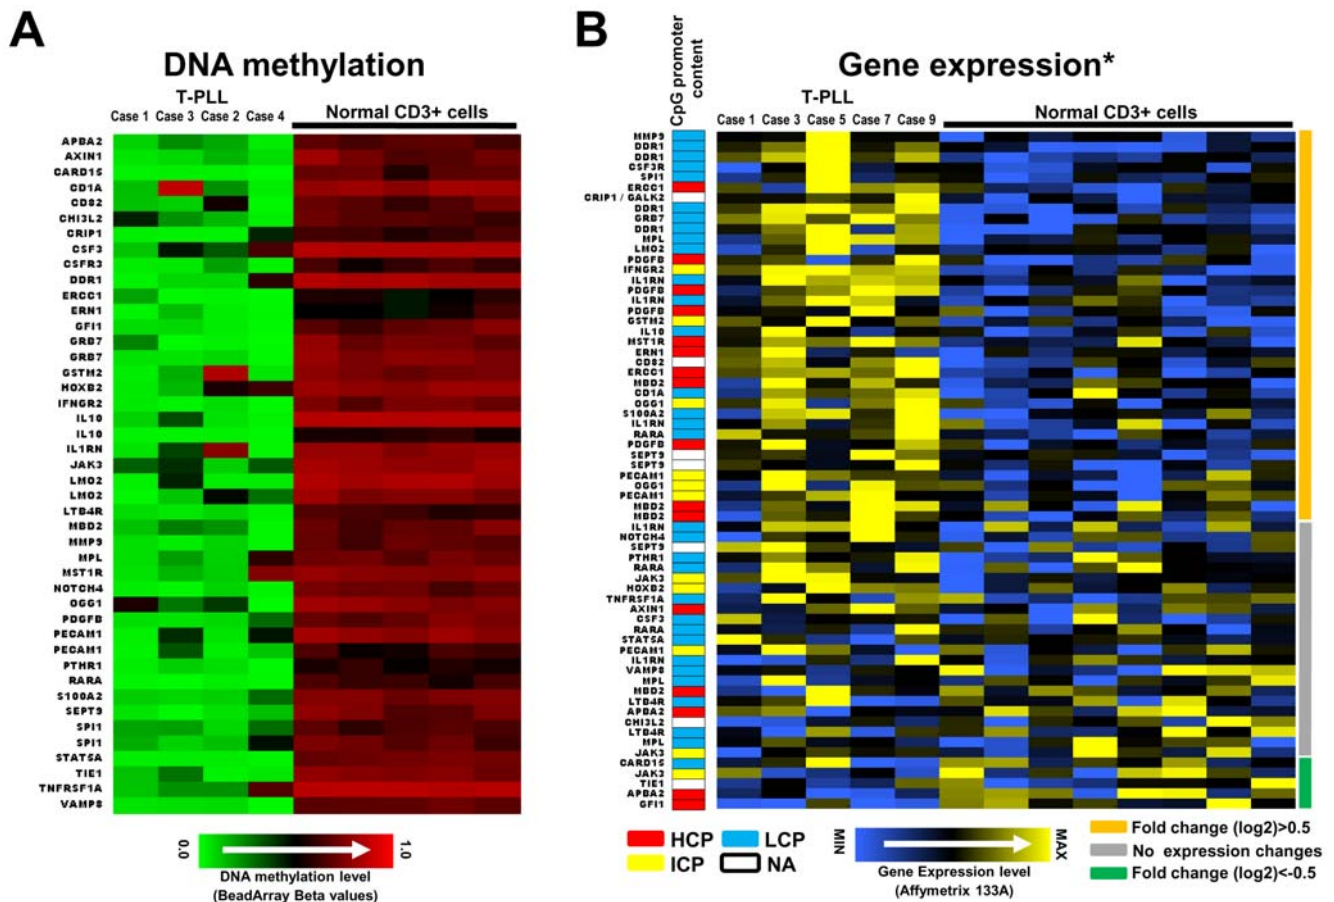 A
DNA methylation
T-PLL
Case 1 Case 3 Case 2 Case 4
Normal CD3+ cells
APBA2
AXIN1
CARD15
CD1A
CD82
CHI3L2
CRIP1
CSF3
CSFR3
DDR1
ERCC1
ERN1
GFI1
GRB7
GRB7
GSTM2
HOXB2
IFNGR2
IL10
IL10
IL1RN
JAK3
LMO2
LMO2
LTB4R
MBD2
MMP9
MPL
MST1R
NOTCH4
OGG1
PDGFB
PECAM1
PECAM1
PTHR1
RARA
S100A2
SEPT9
SPI1
SPI1
STAT5A
TIE1
TNFRSF1A
VAMP8
0.0
1.0
DNA methylation level
(BeadArray Beta values)
B
CpG promoter
content
Gene expression*
T-PLL
Case 1 Case 3 Case 5 Case 7 Case 9
Normal CD3+ cells
MMP9
DDR1
DDR1
CSF3R
SPI1
ERCC1
CRIP1 / GALK2
DDR1
GRB7
DDR1
MPL
LMO2
PDGFB
IFNGR2
IL1RN
PDGFB
IL1RN
PDGFB
GSTM2
IL10
MST1R
ERN1
CD82
ERCC1
MBD2
CD1A
OGG1
S100A2
IL1RN
RARA
PDGFB
SEPT9
SEPT9
PECAM1
OGG1
PECAM1
MBD2
MBD2
IL1RN
NOTCH4
SEPT9
PTHR1
RARA
JAK3
HOXB2
TNFRSF1A
AXIN1
CSF3
RARA
STAT5A
PECAM1
IL1RN
VAMP8
MPL
MBD2
LTB4R
APBA2
CHI3L2
LTB4R
MPL
JAK3
CARD15
JAK3
TIE1
APBA2
GFI1
HCP
LCP
ICP
NA
MIN
MAX
Gene Expression level
(Affymetrix 133A)
Fold change (log2)>0.5
No expression changes
Fold change (log2)<-0.5